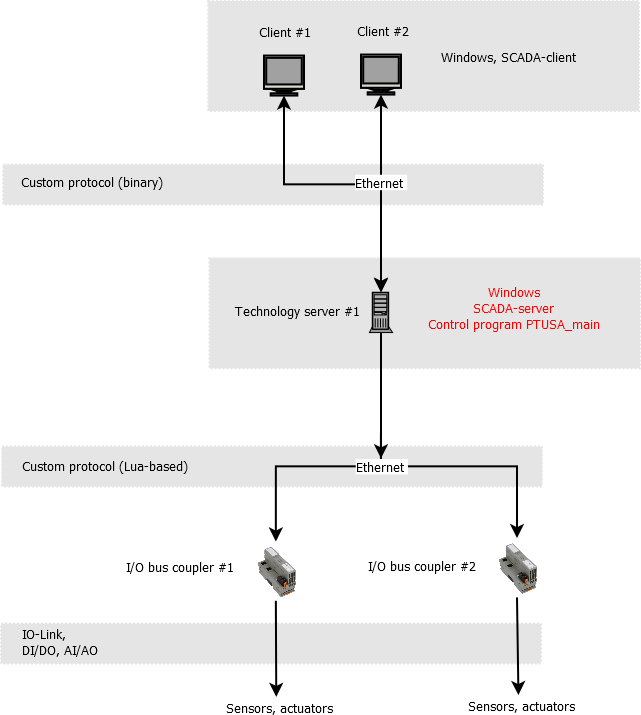 Client #1
Client #2
Windows, SCADA-client
Custom protocol (binary)
Ethernet
Technology server #1
Windows
SCADA-server
Control program PTUSA_main
Custom protocol (Lua-based)
Ethernet
I/O bus coupler #1
I/O bus coupler #2
IO-Link,
DI/DO, AI/AO
Sensors, actuators
Sensors, actuators